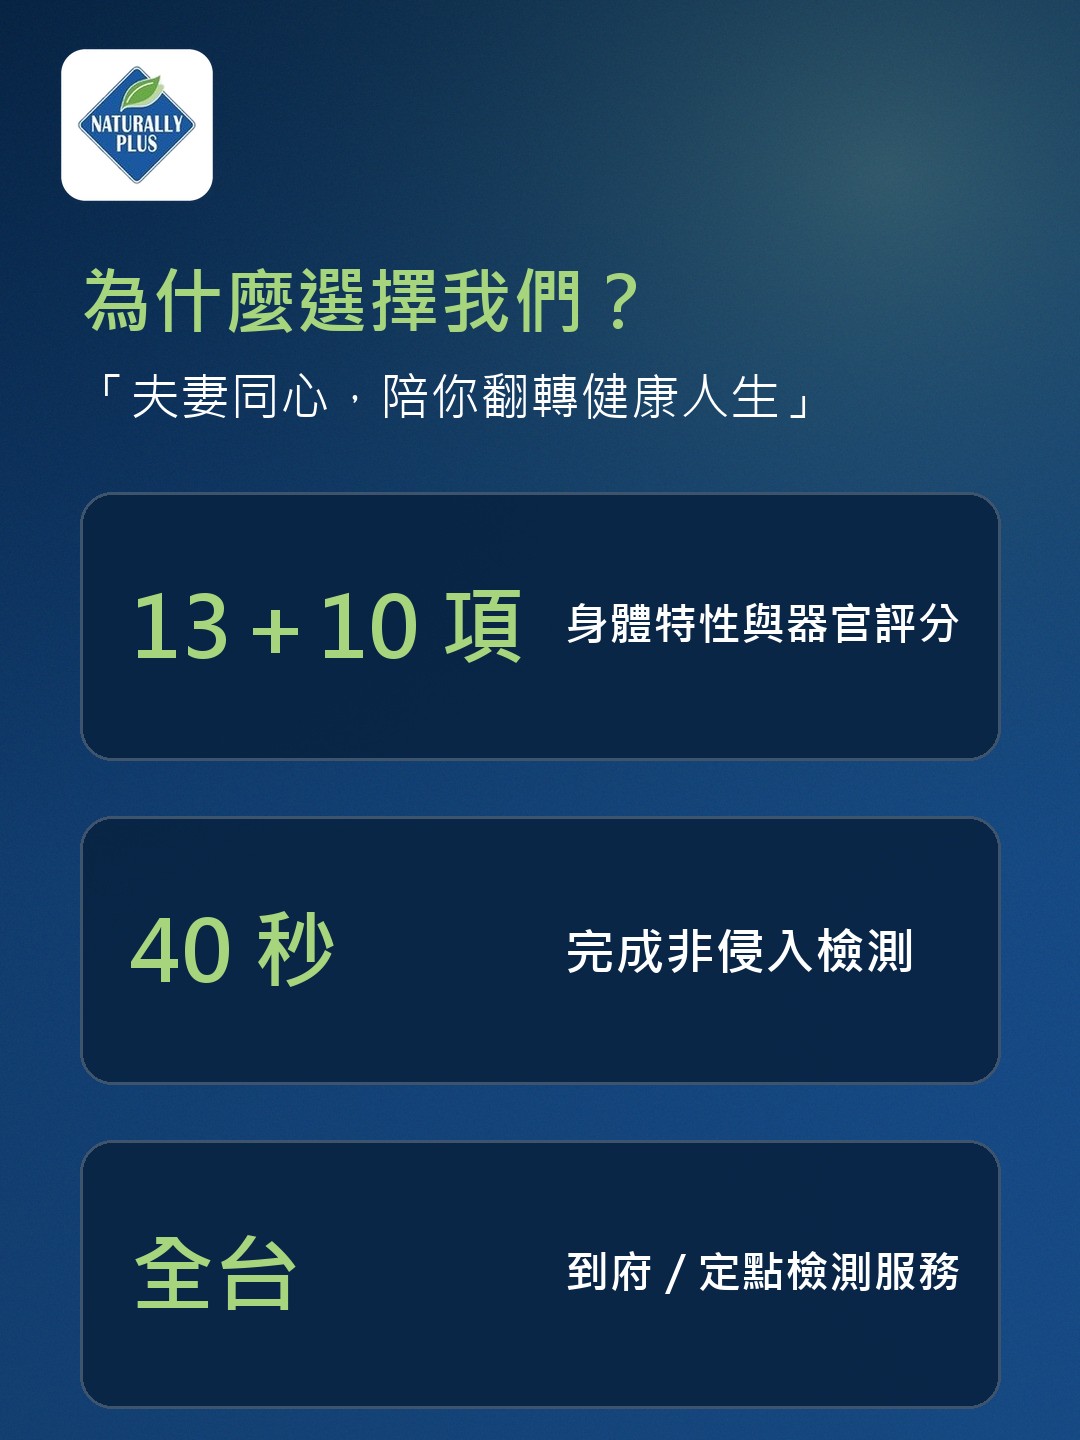 NATURALLY
PLUS
為什麼選擇我們？
「夫妻同心，陪你翻轉健康人生」
13+10 項 身體特性與器官評分
40 秒 完成非侵入檢測
全台 到府 / 定點檢測服務